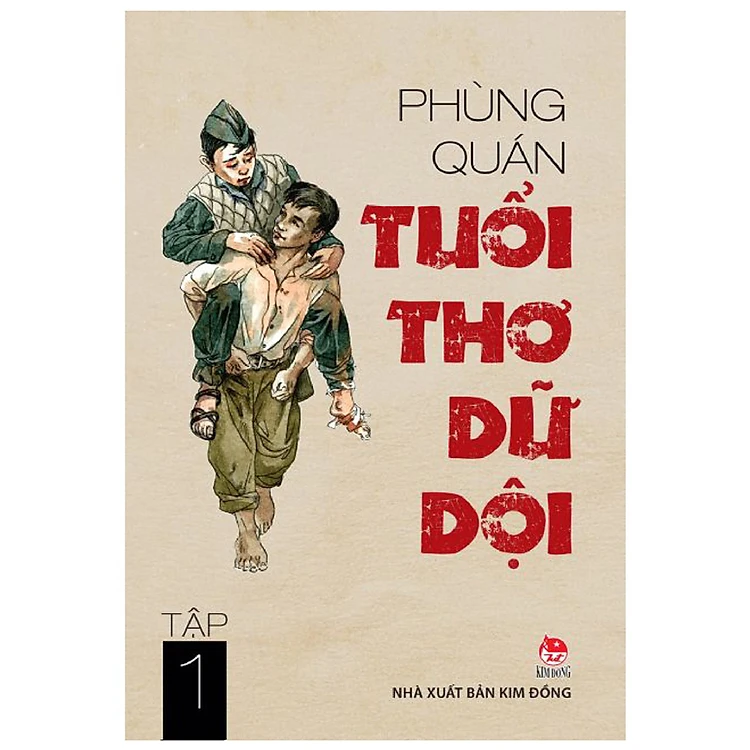 PHÙNG
QUÁN
TUỔI
THƠ
DỮ
DỘI
TẬP
1
KIM ĐỒNG
NHÀ XUẤT BẢN KIM ĐỒNG